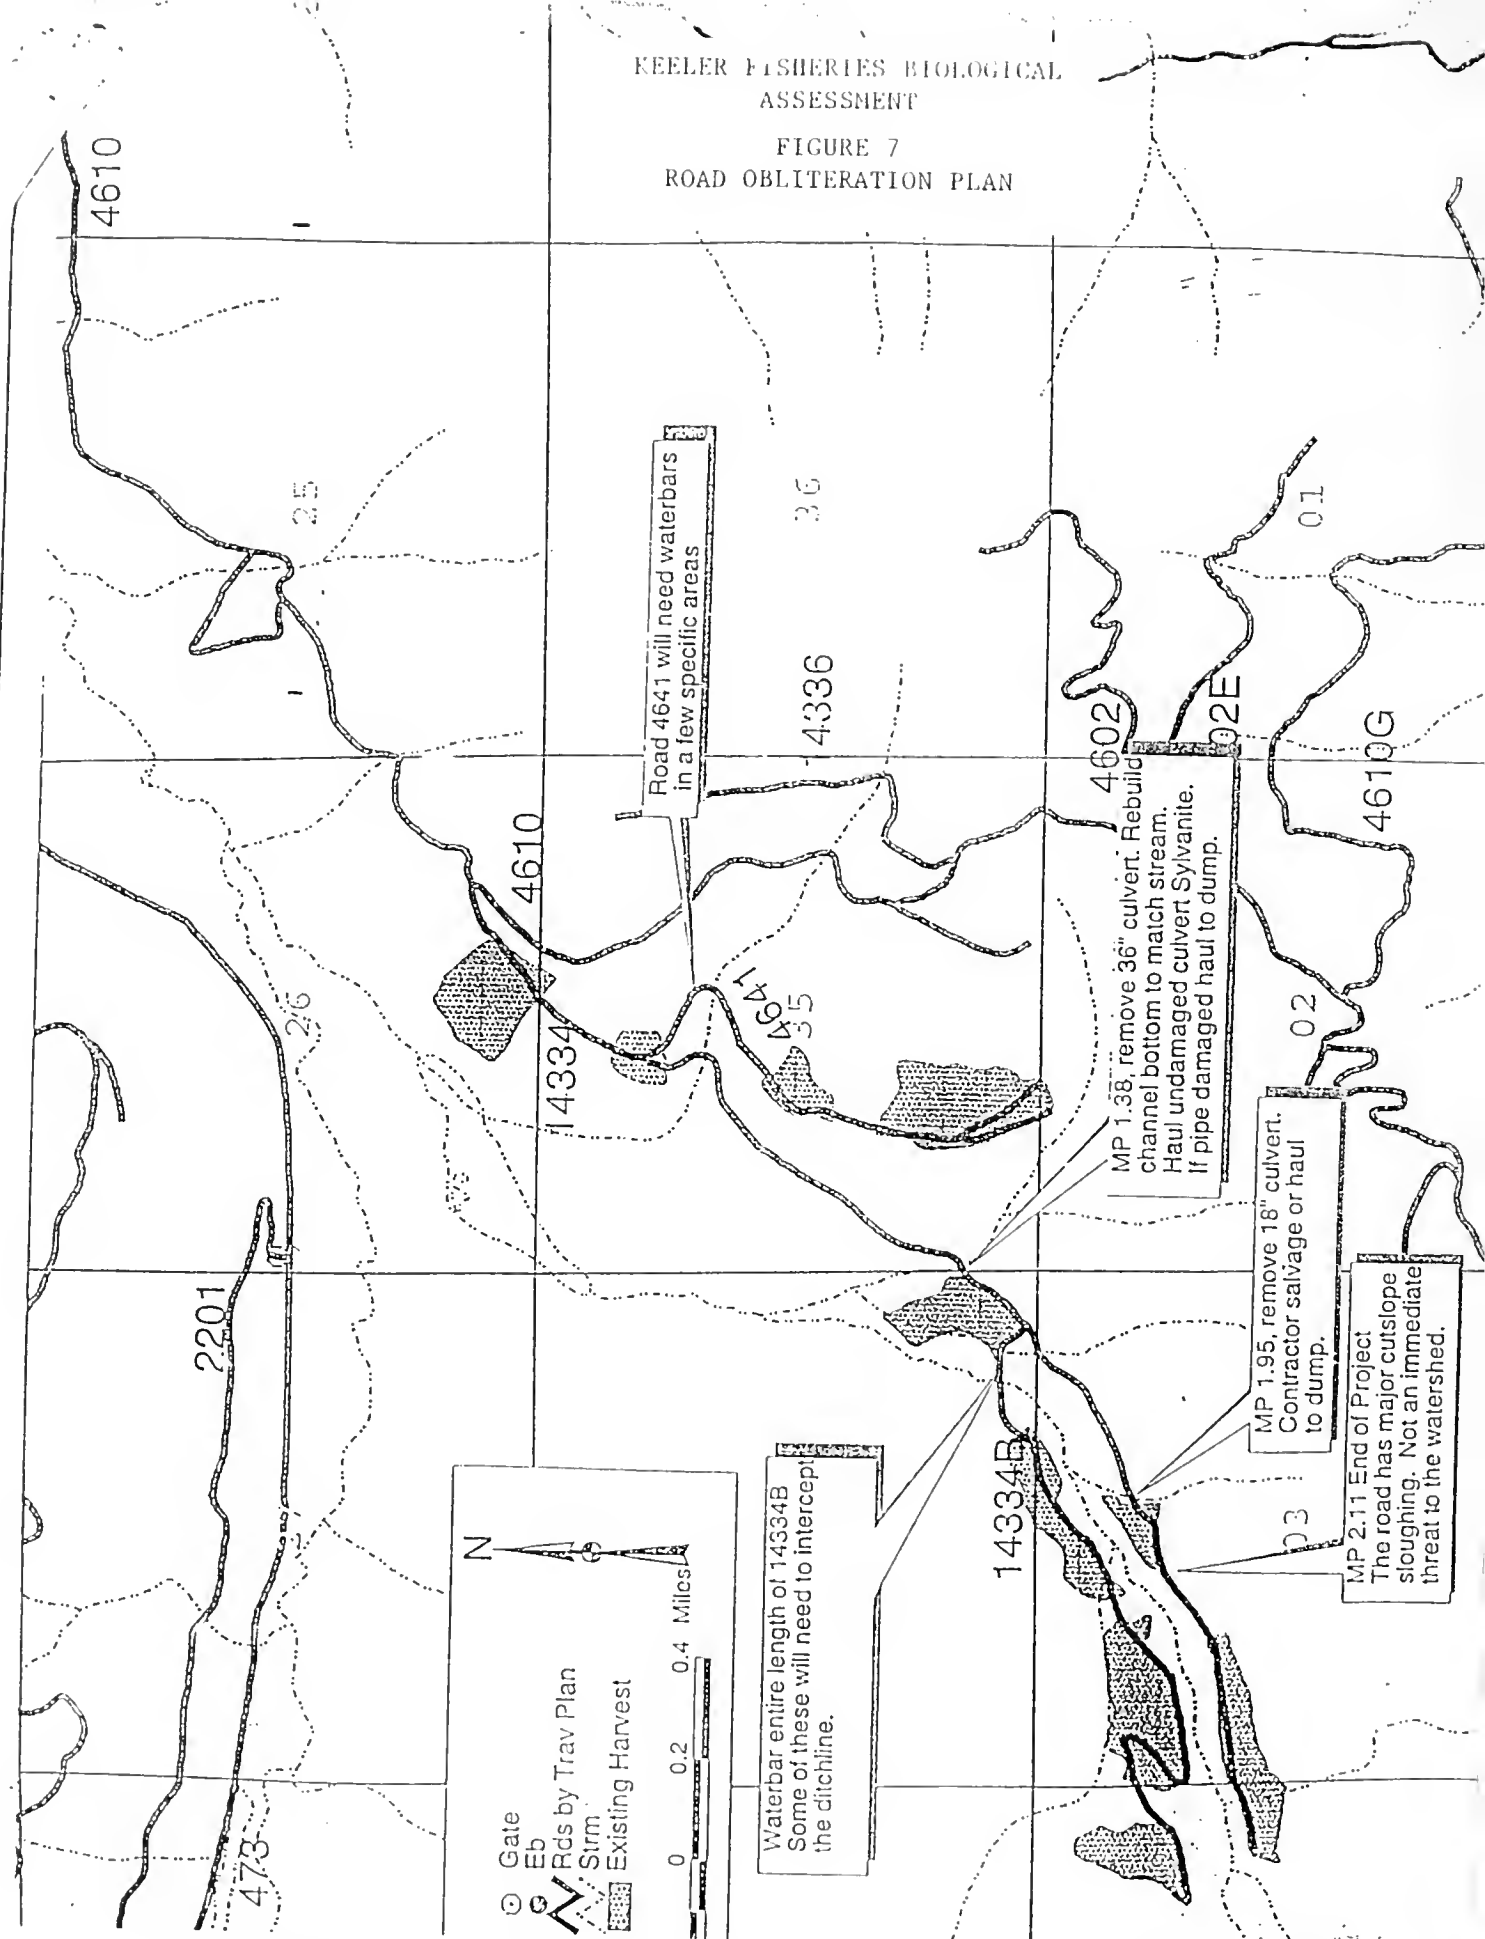 KEELER FISHERIES BIOLOGICAL
ASSESSMENT
FIGURE 7
ROAD OBLITERATION PLAN
4610
25
36
01
Road 4641 will need waterbars
in a few specific areas
14336
4602
02E
4610G
4610
26
14334
4641
35
02
MP 1.38, remove 36" culvert. Rebuild
channel bottom to match stream.
Haul undamaged culvert Sylvanite.
If pipe damaged haul to dump.
MP 1.95, remove 18" culvert.
Contractor salvage or haul
to dump.
MP 2.11 End of Project
The road has major cutslope
sloughing. Not an immediate
threat to the watershed.
2201
14334B
03
Waterbar entire length of 14334B
Some of these will need to intercept
the ditchline.
N
Gate
Eb
Rds by Trav Plan
Strm
Existing Harvest
0 0.2 0.4 Miles
473